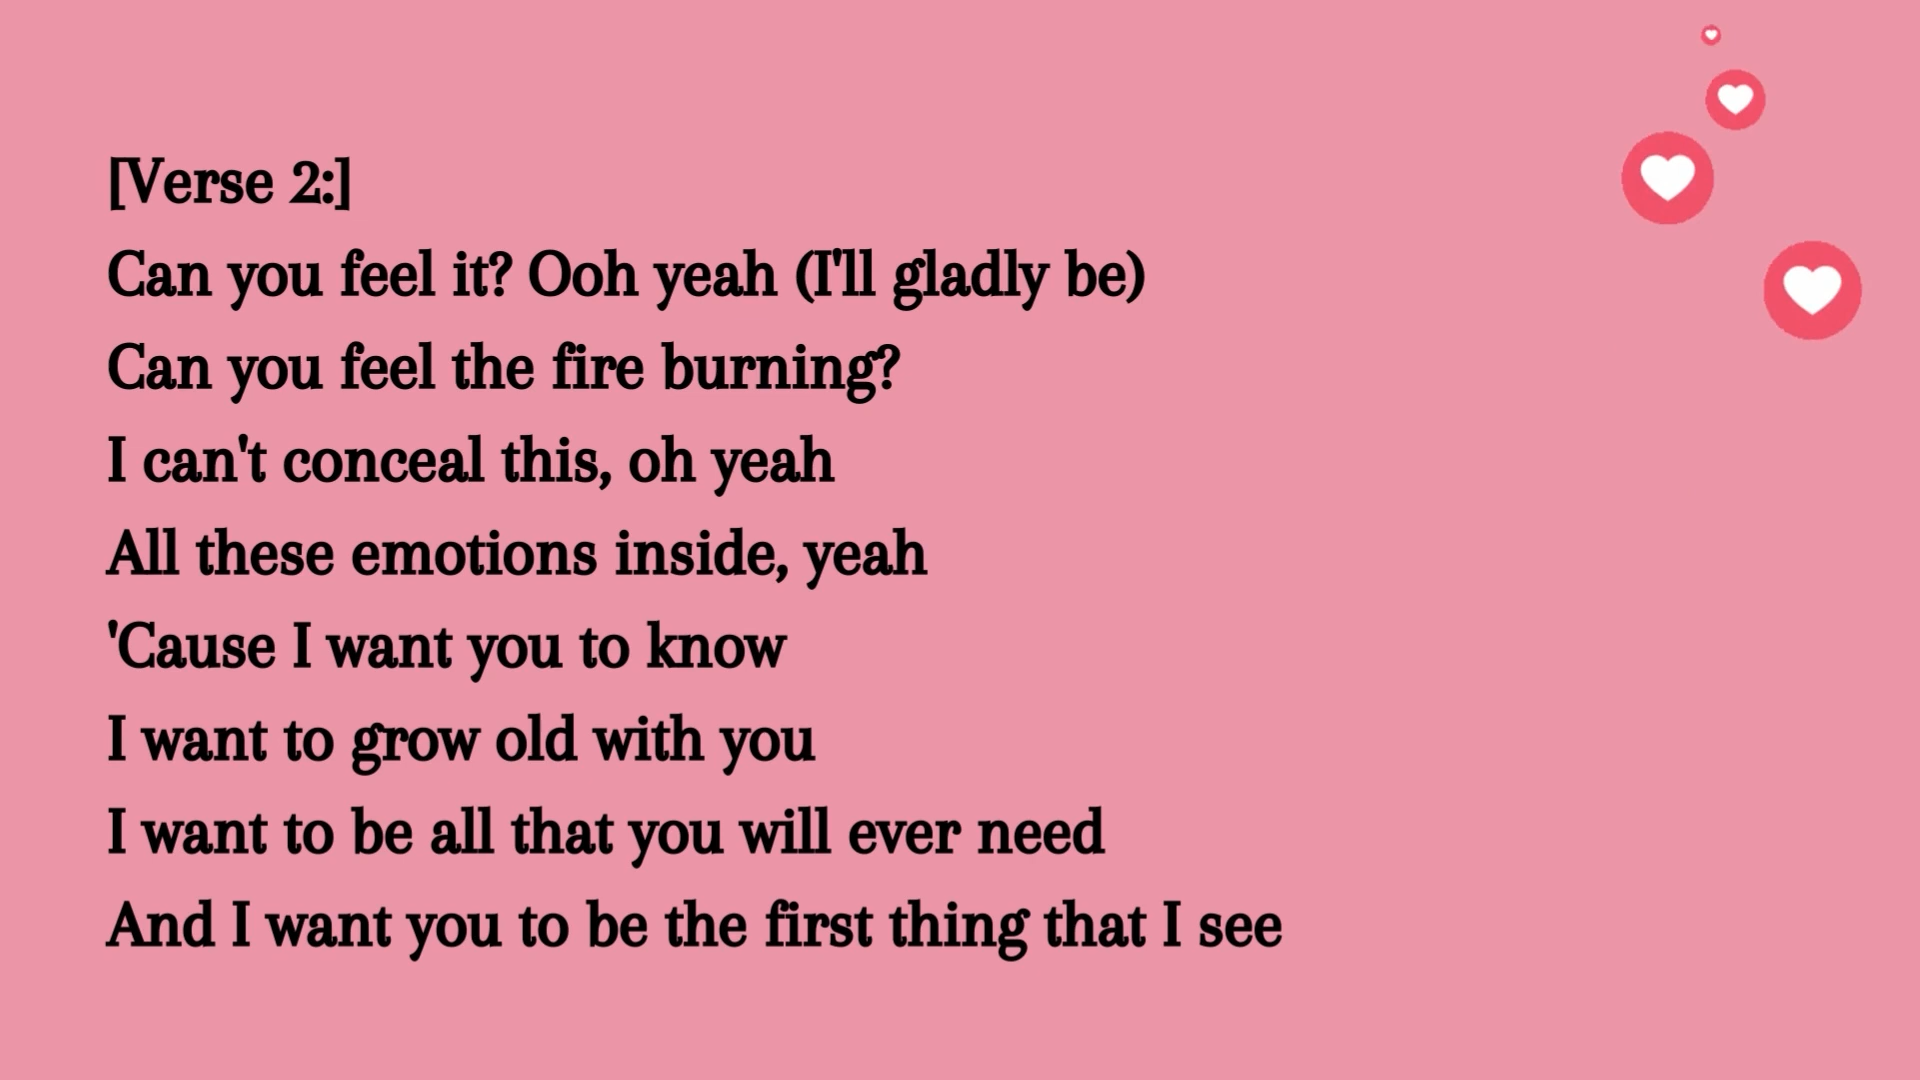 [Verse 2:]
Can you feel it? Ooh yeah (I'll gladly be)
Can you feel the fire burning?
I can't conceal this, oh yeah
All these emotions inside, yeah
'Cause I want you to know
I want to grow old with you
I want to be all that you will ever need
And I want you to be the first thing that I see